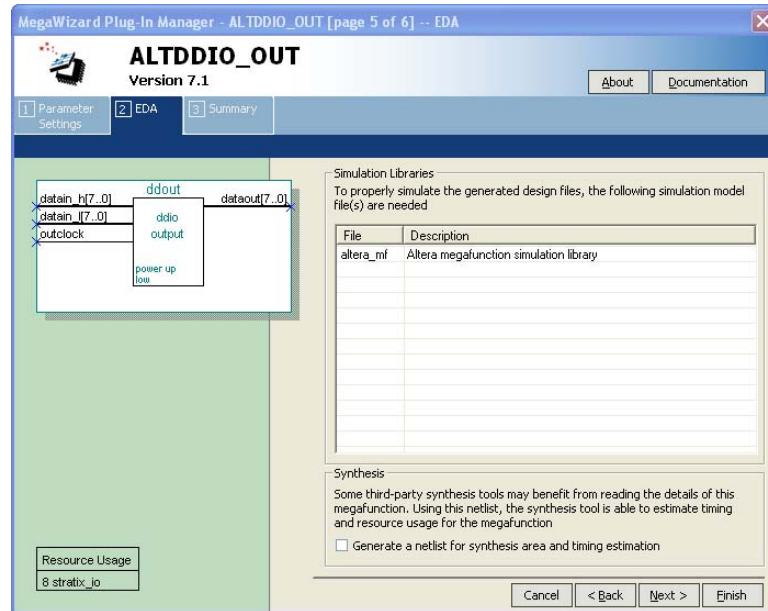 MegaWizard Plug-In Manager - ALTDDIO_OUT [page 5 of 6] -- EDA
ALTDDIO_OUT
Version 7.1
About
Documentation
1 Parameter Settings
2 EDA
3 Summary
ddout
datain_h[7..0]
dataout[7..0]
datain_l[7..0]
ddio
outclock
output
power up
low
Resource Usage
8 stratix_io
Simulation Libraries
To properly simulate the generated design files, the following simulation model
file(s) are needed
File Description
altera_mf Altera megafunction simulation library
Synthesis
Some third-party synthesis tools may benefit from reading the details of this
megafunction. Using this netlist, the synthesis tool is able to estimate timing
and resource usage for the megafunction
Generate a netlist for synthesis area and timing estimation
Cancel
< Back
Next >
Finish